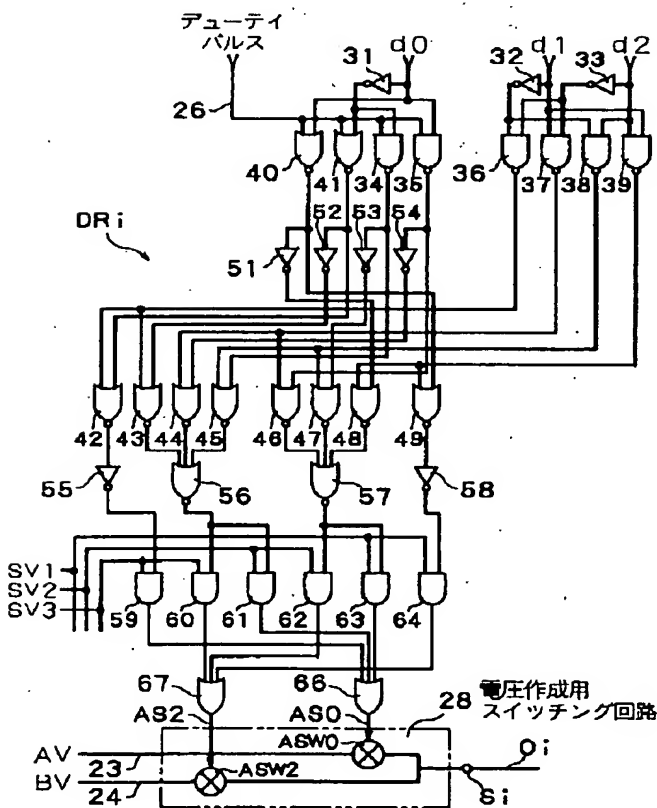 デューティ
パルス
d0 d1 d2
31 32 33
26
40 41 34 35 36 37 38 39
DRi
51 52 53 54
42 43 44 45 46 47 48 49
55 56 57 58
SV1
SV2
SV3
59 60 61 62 63 64
67 66
AS2 AS0
28 電圧作成用
スイッチング回路
ASW0
AV 23
ASW2
BV 24
Oi
Si